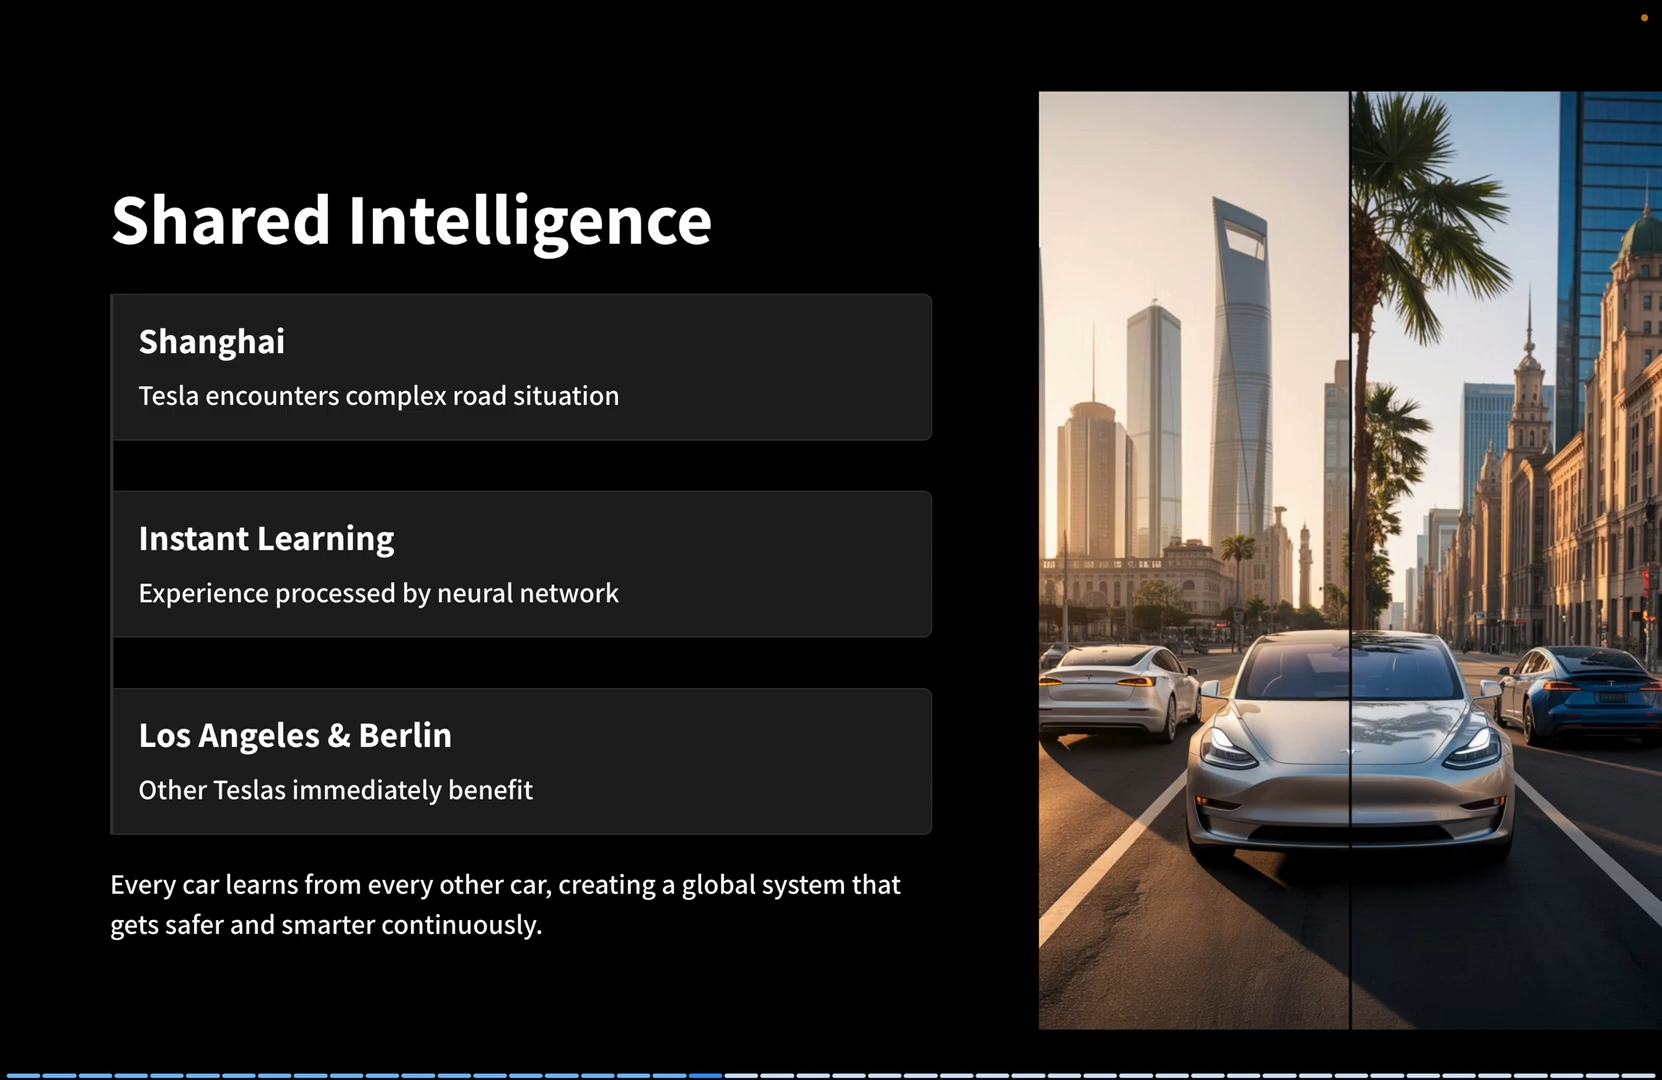 Shared Intelligence
Shanghai
Tesla encounters complex road situation
Instant Learning
Experience processed by neural network
Los Angeles & Berlin
Other Teslas immediately benefit
Every car learns from every other car, creating a global system that
gets safer and smarter continuously.